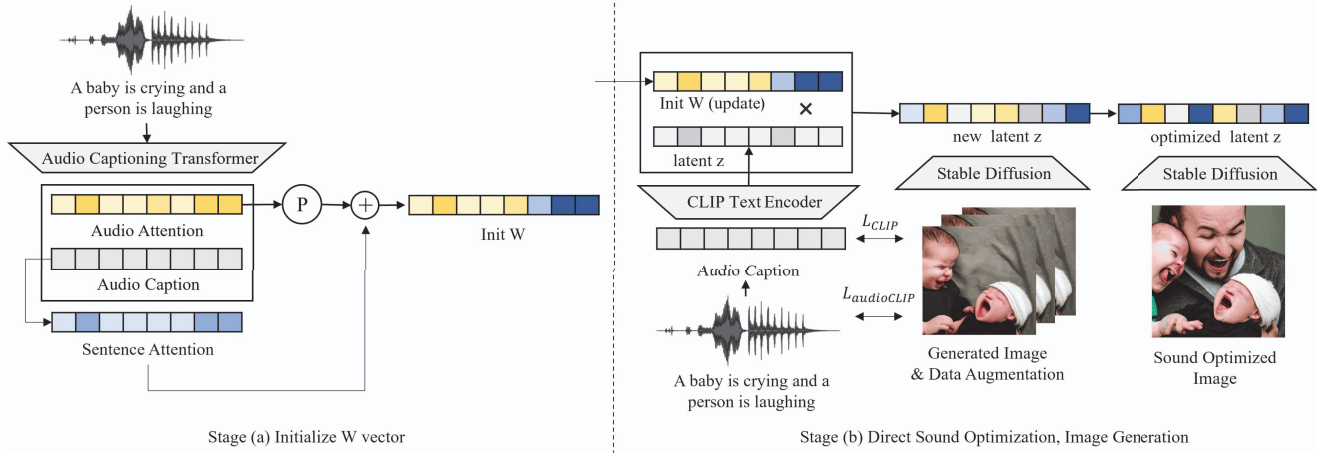 A baby is crying and a
person is laughing
Audio Captioning Transformer
Audio Attention
P
+
Init W
Audio Caption
Sentence Attention
Stage (a) Initialize W vector
Init W (update)
×
latent z
new latent z
optimized latent z
CLIP Text Encoder
Stable Diffusion
Stable Diffusion
Audio Caption
L_CLIP
L_audioCLIP
A baby is crying and a
person is laughing
Generated Image
& Data Augmentation
Sound Optimized
Image
Stage (b) Direct Sound Optimization, Image Generation